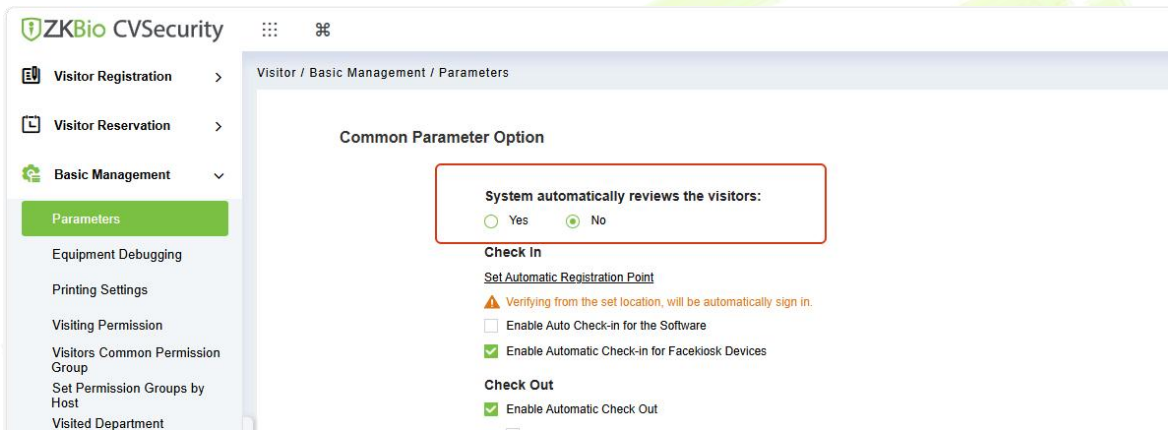 ZKBio CVSecurity
Visitor Registration
Visitor Reservation
Basic Management
Parameters
Equipment Debugging
Printing Settings
Visiting Permission
Visitors Common Permission
Group
Set Permission Groups by
Host
Visited Department
Visitor / Basic Management / Parameters
Common Parameter Option
System automatically reviews the visitors:
Yes No
Check In
Set Automatic Registration Point
Verifying from the set location, will be automatically sign in.
Enable Auto Check-in for the Software
Enable Automatic Check-in for Facekiosk Devices
Check Out
Enable Automatic Check Out